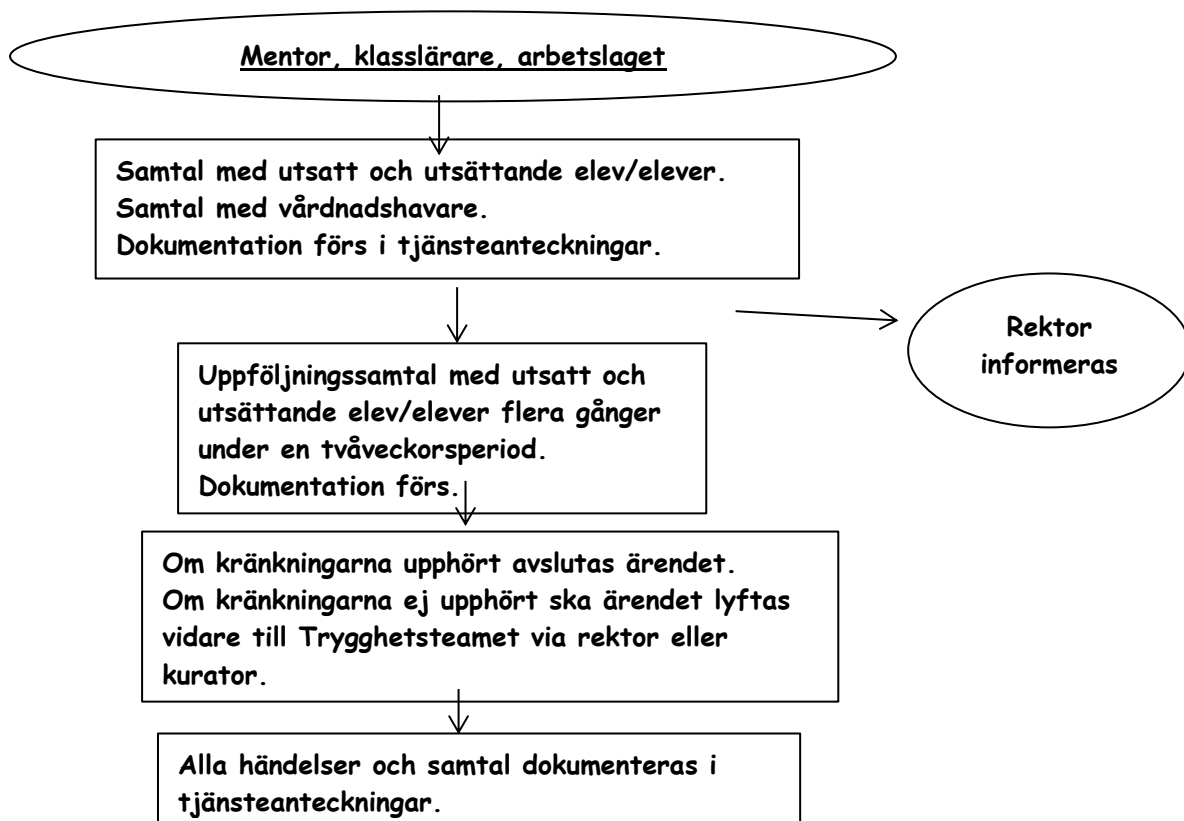 Mentor, klasslärare, arbetslaget
Samtal med utsatt och utsättande elev/elever.
Samtal med vårdnadshavare.
Dokumentation förs i tjänsteanteckningar.
Rektor
informeras
Uppföljningssamtal med utsatt och
utsättande elev/elever flera gånger
under en tvåveckorsperiod.
Dokumentation förs.
Om kränkningarna upphört avslutas ärendet.
Om kränkningarna ej upphört ska ärendet lyftas
vidare till Trygghetsteamet via rektor eller
kurator.
Alla händelser och samtal dokumenteras i
tjänsteanteckningar.